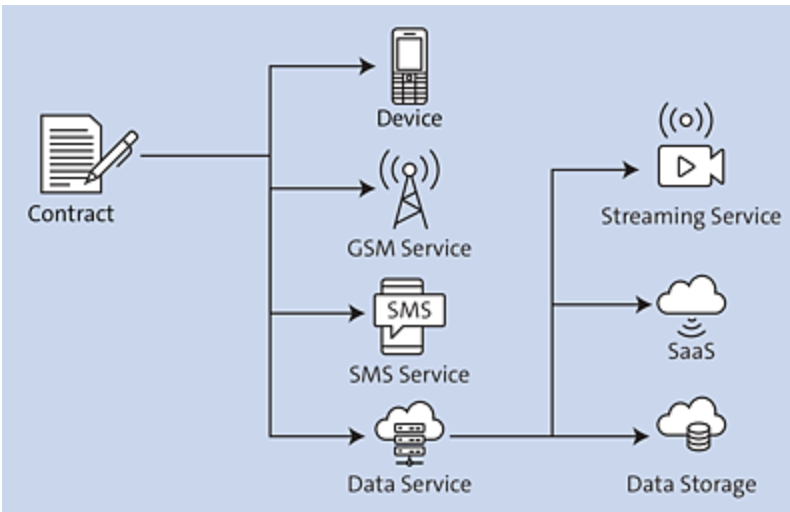 Contract
Device
GSM Service
SMS
SMS Service
Data Service
Streaming Service
SaaS
Data Storage